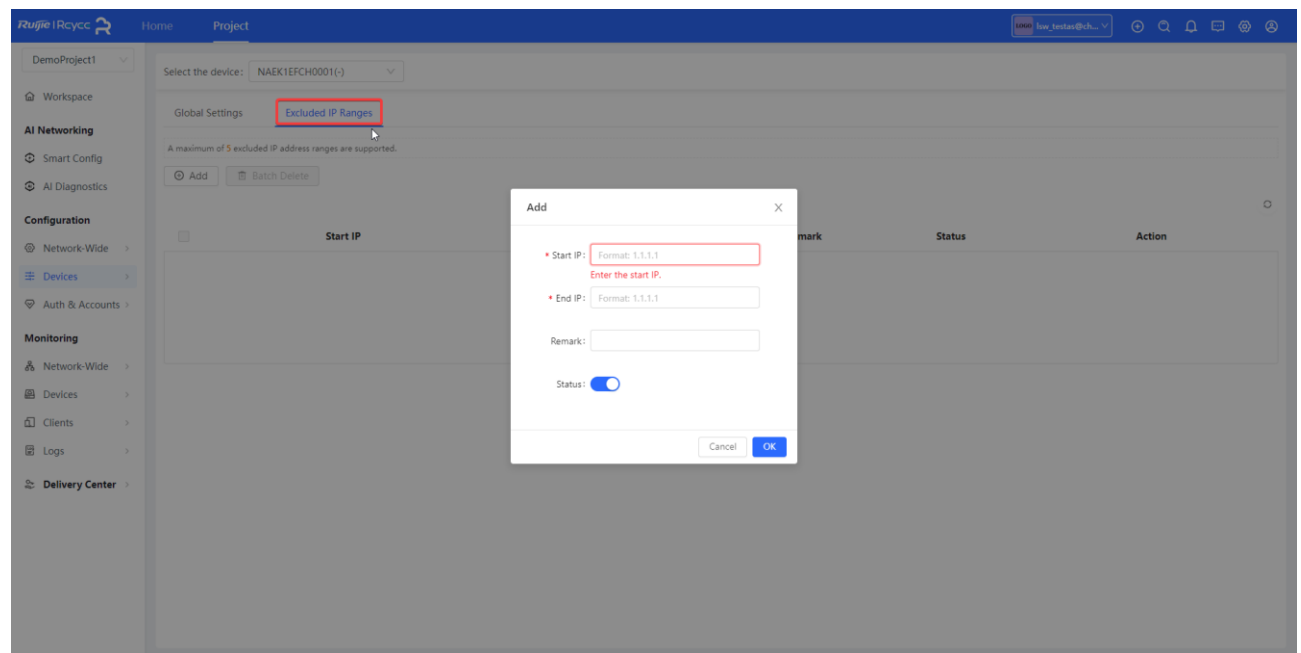 Ruijie | Rcycc Home Project lsw_testas@ch...
DemoProject1
Select the device: NAEK1EFCH0001(-)
Workspace
Global Settings Excluded IP Ranges
AI Networking
A maximum of 5 excluded IP address ranges are supported.
Smart Config
Add Batch Delete
AI Diagnostics
Add
Configuration
Start IP mark Status Action
Network-Wide
* Start IP: Format: 1.1.1.1
Enter the start IP.
Devices
* End IP: Format: 1.1.1.1
Auth & Accounts
Monitoring
Remark:
Network-Wide
Status:
Devices
Clients
Cancel OK
Logs
Delivery Center